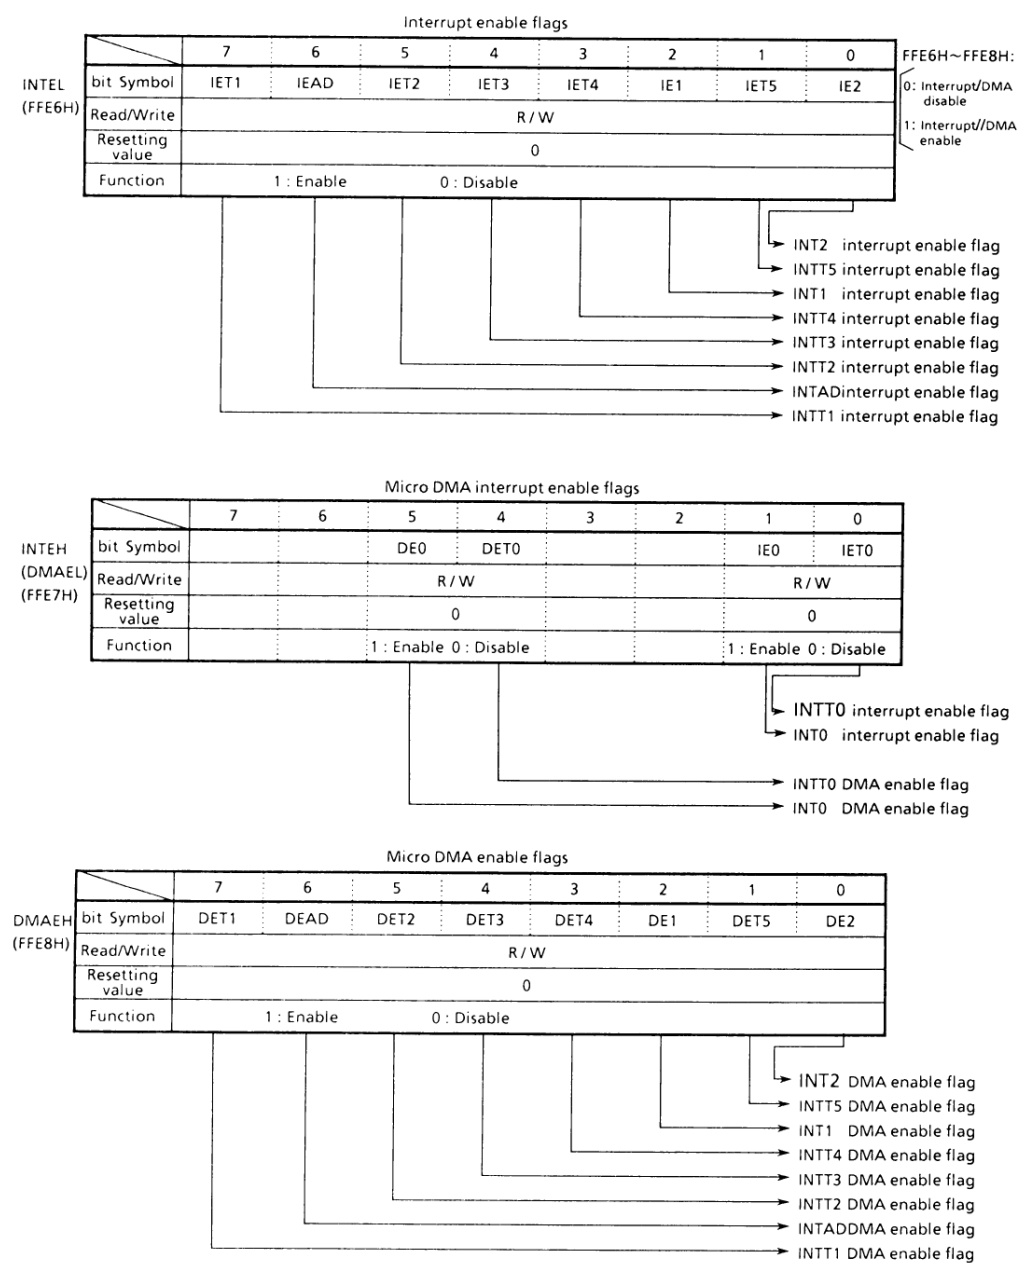 Interrupt enable flags
7 6 5 4 3 2 1 0 FFE6H~FFE8H:
INTEL bit Symbol IET1 IEAD IET2 IET3 IET4 IE1 IET5 IE2 0: Interrupt/DMA
disable
(FFE6H) Read/Write R/W 1: Interrupt//DMA
enable
Resetting
value 0
Function 1 : Enable 0 : Disable
INT2 interrupt enable flag
INTT5 interrupt enable flag
INT1 interrupt enable flag
INTT4 interrupt enable flag
INTT3 interrupt enable flag
INTT2 interrupt enable flag
INTADinterrupt enable flag
INTT1 interrupt enable flag
Micro DMA interrupt enable flags
7 6 5 4 3 2 1 0
INTEH bit Symbol DE0 DET0 IE0 IET0
(DMAEL) Read/Write R/W R/W
(FFE7H) Resetting
value 0 0
Function 1 : Enable 0 : Disable 1 : Enable 0 : Disable
INTT0 interrupt enable flag
INT0 interrupt enable flag
INTT0 DMA enable flag
INT0 DMA enable flag
Micro DMA enable flags
7 6 5 4 3 2 1 0
DMAEH bit Symbol DET1 DEAD DET2 DET3 DET4 DE1 DET5 DE2
(FFE8H) Read/Write R/W
Resetting
value 0
Function 1 : Enable 0 : Disable
INT2 DMA enable flag
INTT5 DMA enable flag
INT1 DMA enable flag
INTT4 DMA enable flag
INTT3 DMA enable flag
INTT2 DMA enable flag
INTADDMA enable flag
INTT1 DMA enable flag